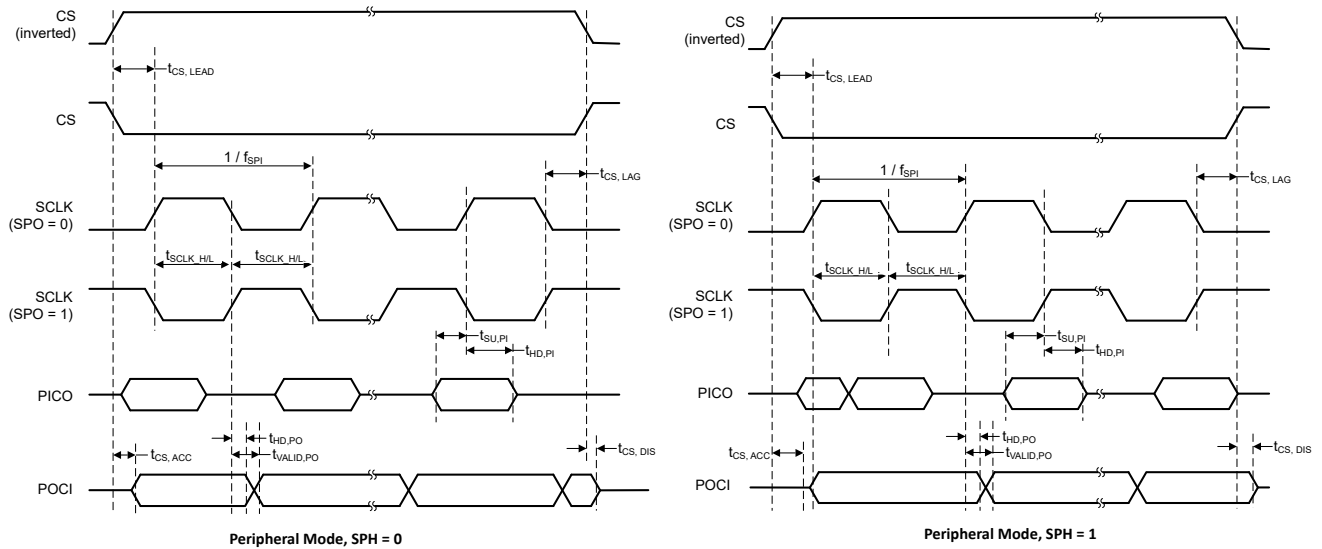 CS
(inverted)
tCS, LEAD
CS
1 / fSPI
tCS, LAG
SCLK
(SPO = 0)
tSCLK_H/L
tSCLK_H/L
SCLK
(SPO = 1)
tSU,PI
tHD,PI
PICO
tHD,PO
tVALID,PO
tCS, ACC
tCS, DIS
POCI
Peripheral Mode, SPH = 0
CS
(inverted)
tCS, LEAD
CS
1 / fSPI
tCS, LAG
SCLK
(SPO = 0)
tSCLK_H/L
tSCLK_H/L
SCLK
(SPO = 1)
tSU,PI
tHD,PI
PICO
tHD,PO
tVALID,PO
tCS, ACC
tCS, DIS
POCI
Peripheral Mode, SPH = 1